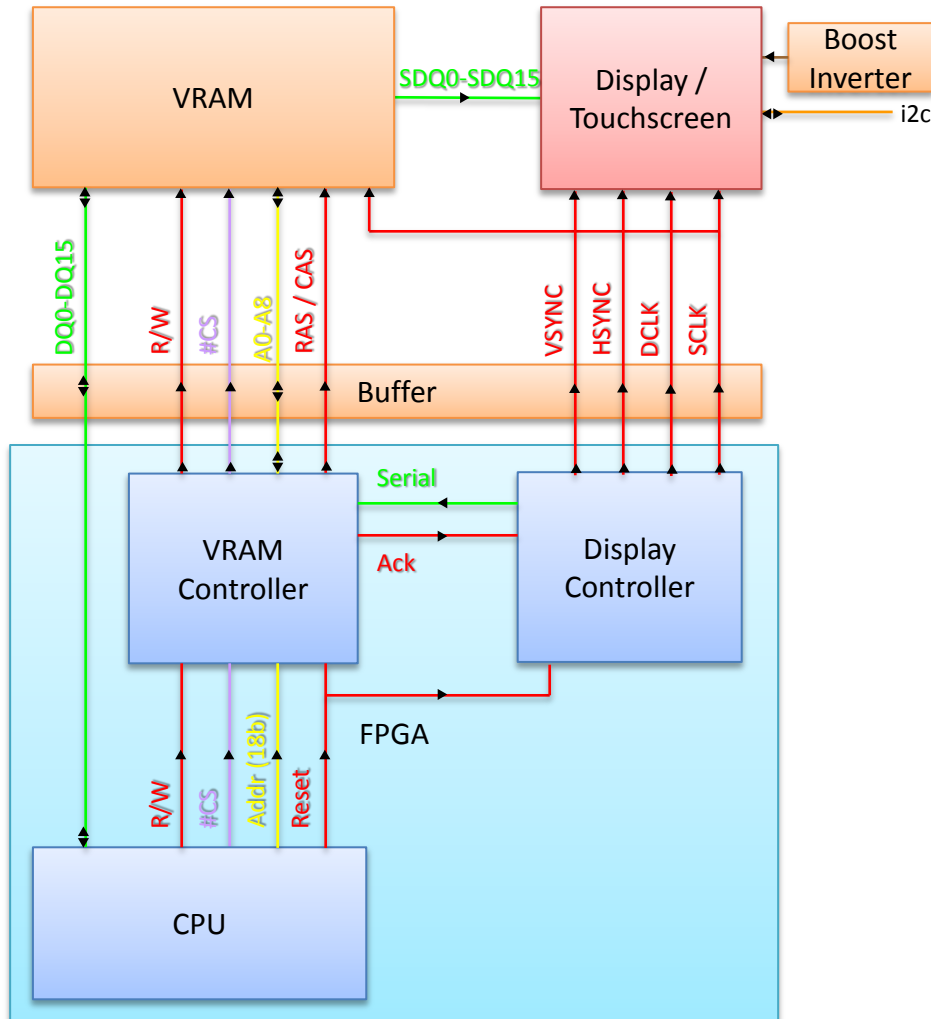 VRAM
SDQ0-SDQ15
Display /
Touchscreen
Boost
Inverter
i2c
DQ0-DQ15
R/W
#CS
A0-A8
RAS / CAS
VSYNC
HSYNC
DCLK
SCLK
Buffer
VRAM
Controller
Serial
Ack
Display
Controller
FPGA
R/W
#CS
Addr (18b)
Reset
CPU